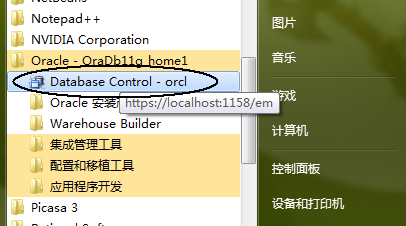 NetBeans
Notepad++
NVIDIA Corporation
Oracle - OraDb11g_home1
Database Control - orcl
Oracle 安装
https://localhost:1158/em
Warehouse Builder
集成管理工具
配置和移植工具
应用程序开发
Picasa 3
图片
音乐
游戏
计算机
控制面板
设备和打印机